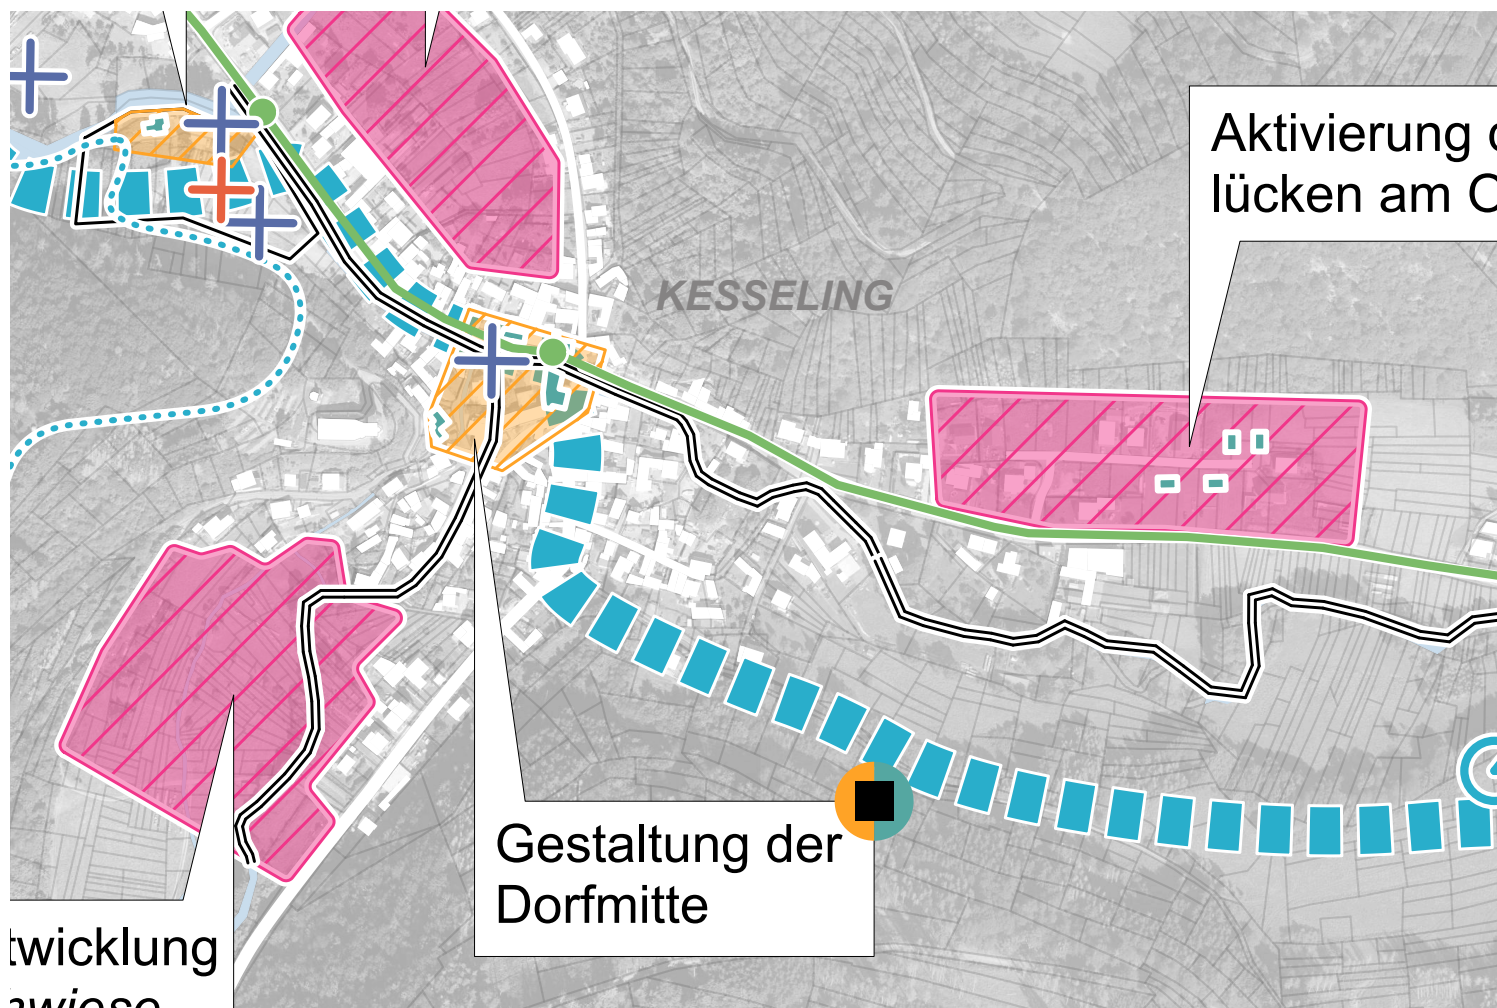 Aktivierung
lücken am
KESSELING
Gestaltung der
Dorfmitte
twicklung